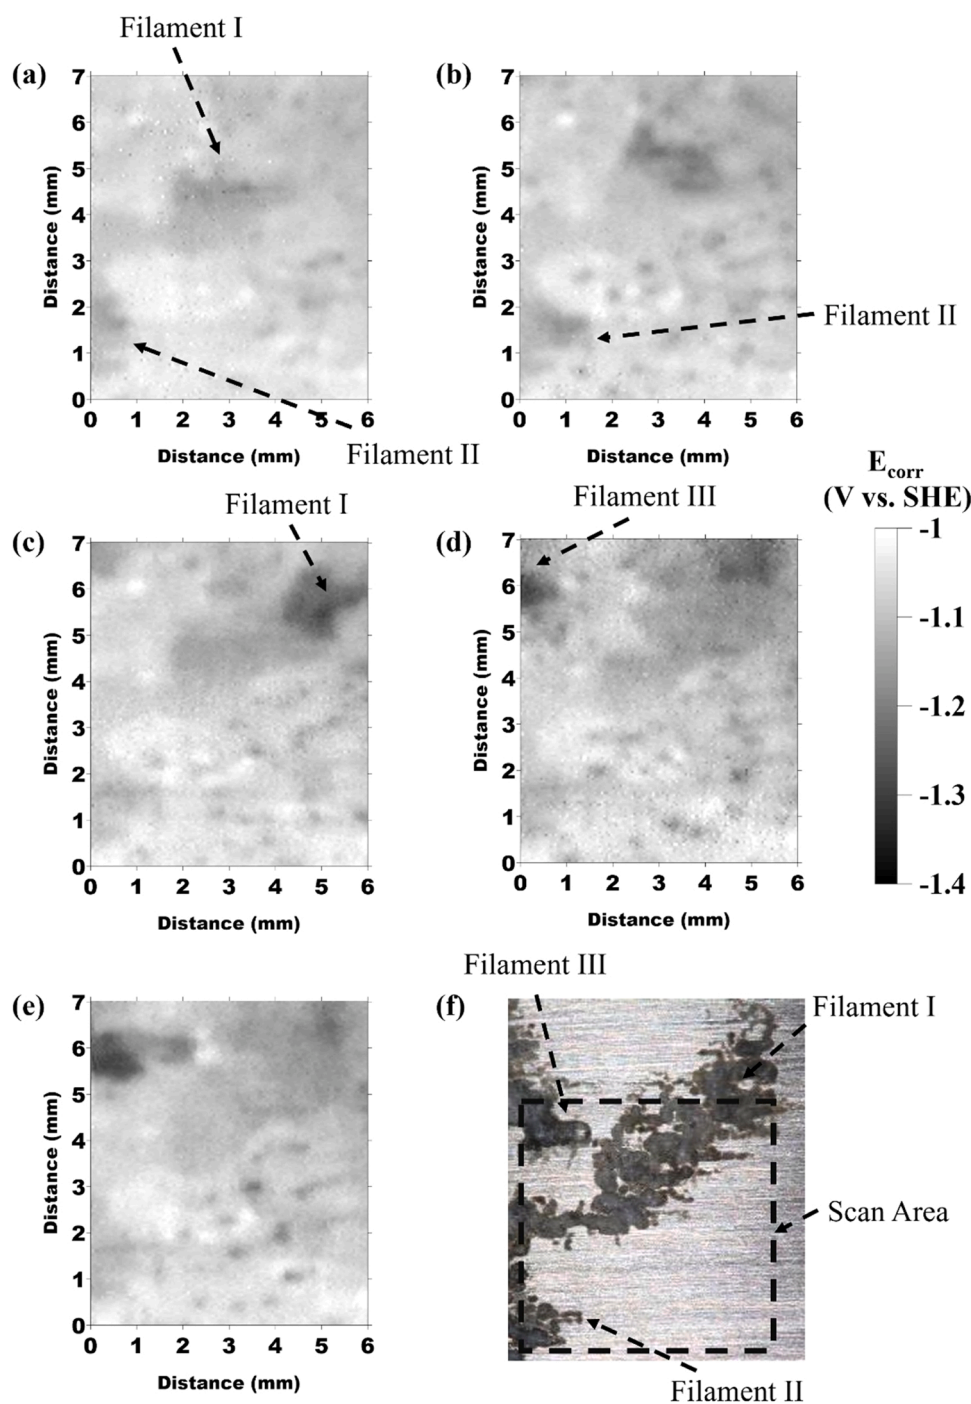 Filament I
(a)
7
6
5
4
3
2
1
0
Distance (mm)
0 1 2 3 4 5 6
Distance (mm)
Filament II
(b)
7
6
5
4
3
2
1
0
Distance (mm)
0 1 2 3 4 5 6
Distance (mm)
Filament II
E_corr
(V vs. SHE)
-1
-1.1
-1.2
-1.3
-1.4
Filament I
(c)
7
6
5
4
3
2
1
0
Distance (mm)
0 1 2 3 4 5 6
Distance (mm)
Filament III
(d)
7
6
5
4
3
2
1
0
Distance (mm)
0 1 2 3 4 5 6
Distance (mm)
(e)
7
6
5
4
3
2
1
0
Distance (mm)
0 1 2 3 4 5 6
Distance (mm)
Filament III
(f)
Filament I
Scan Area
Filament II